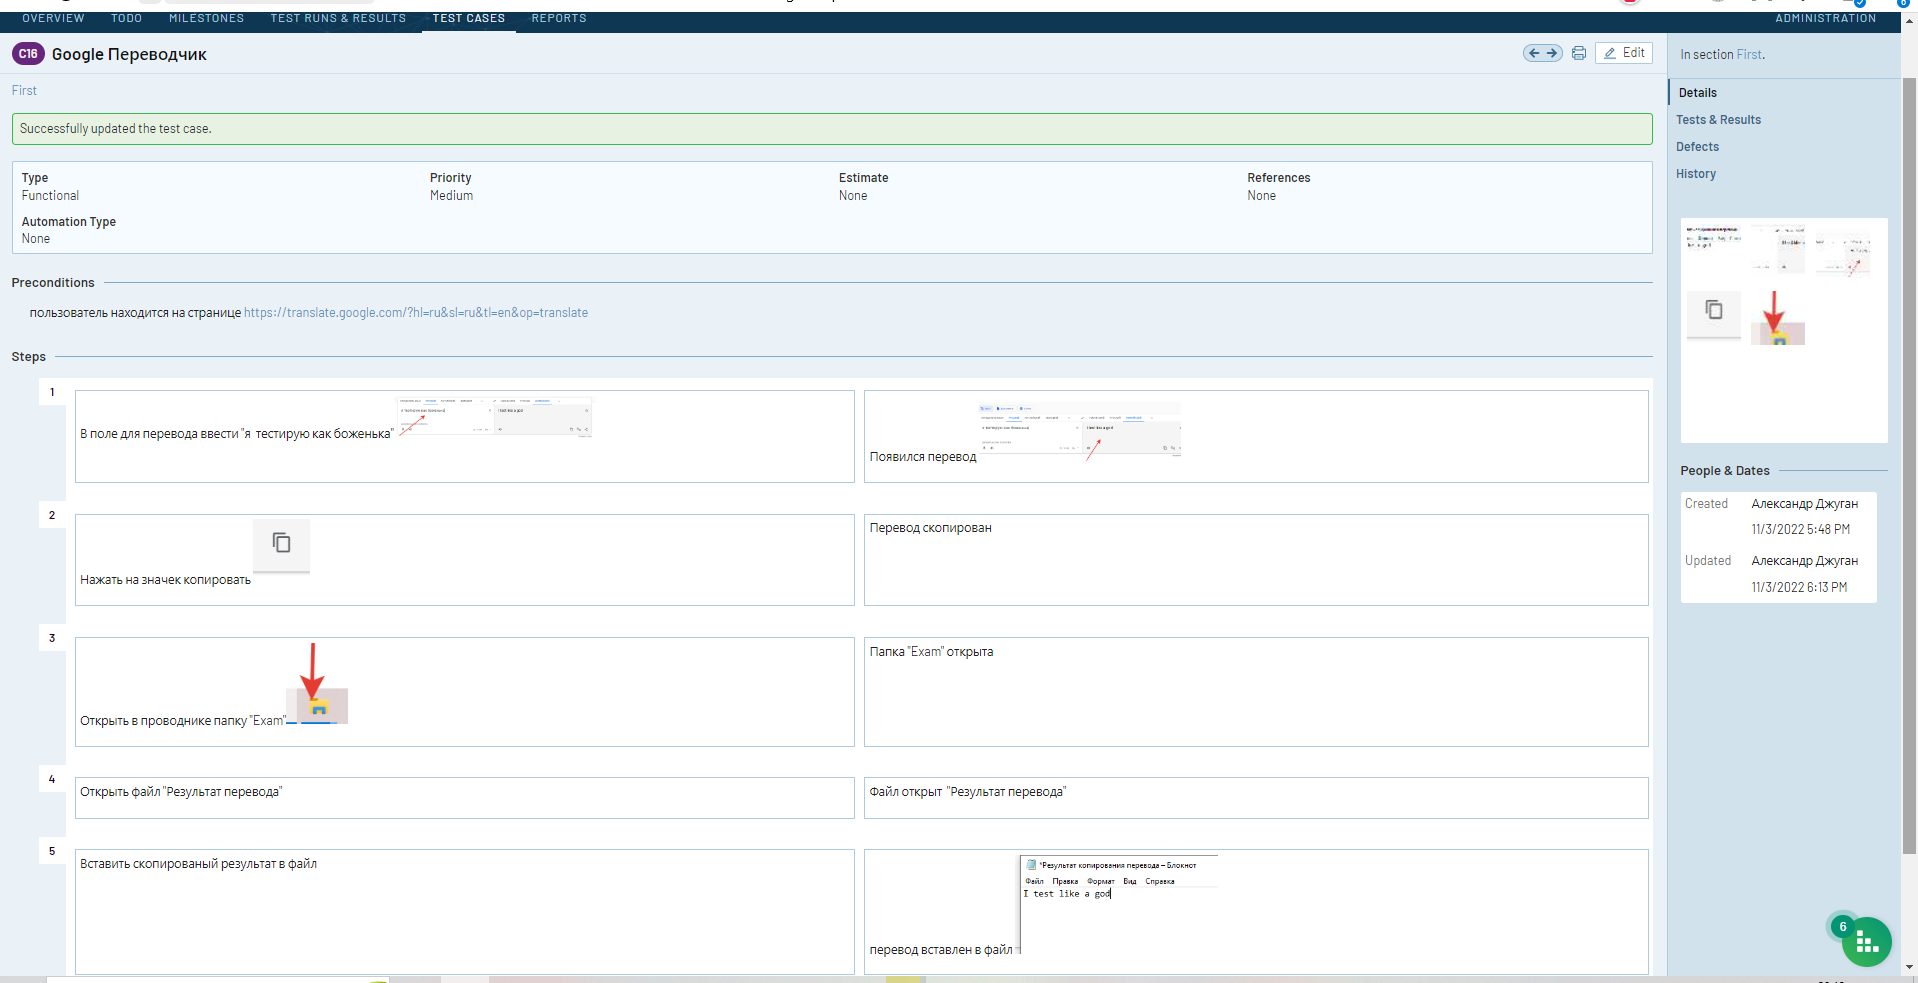 OVERVIEW TODO MILESTONES TEST RUNS & RESULTS TEST CASES REPORTS ADMINISTRATION
C16 Google Переводчик
Edit
In section First.
First
Details
Successfully updated the test case.
Tests & Results
Defects
History
Type Priority Estimate References
Functional Medium None None
Automation Type
None
Preconditions
пользователь находится на странице https://translate.google.com/?hl=ru&sl=ru&tl=en&op=translate
Steps
1
В поле для перевода ввести "я тестирую как боженька"
Появился перевод
2
Нажать на значек копировать
Перевод скопирован
3
Открыть в проводнике папку "Exam"
Папка "Exam" открыта
4
Открыть файл "Результат перевода"
Файл открыт "Результат перевода"
5
Вставить скопированый результат в файл
*Результат копирования перевода – Блокнот
Файл Правка Формат Вид Справка
I test like a god
перевод вставлен в файл
People & Dates
Created Александр Джуган
11/3/2022 5:48 PM
Updated Александр Джуган
11/3/2022 6:13 PM
6